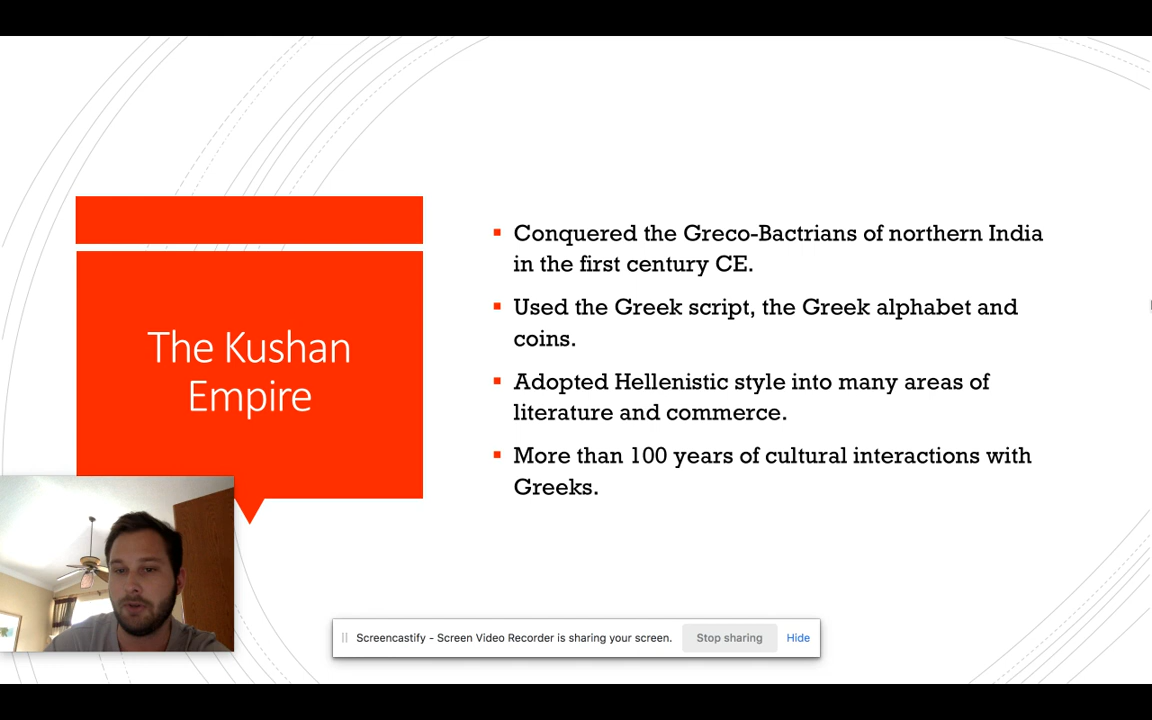 The Kushan
Empire
Conquered the Greco-Bactrians of northern India
in the first century CE.
Used the Greek script, the Greek alphabet and
coins.
Adopted Hellenistic style into many areas of
literature and commerce.
More than 100 years of cultural interactions with
Greeks.
Screencastify - Screen Video Recorder is sharing your screen. Stop sharing Hide